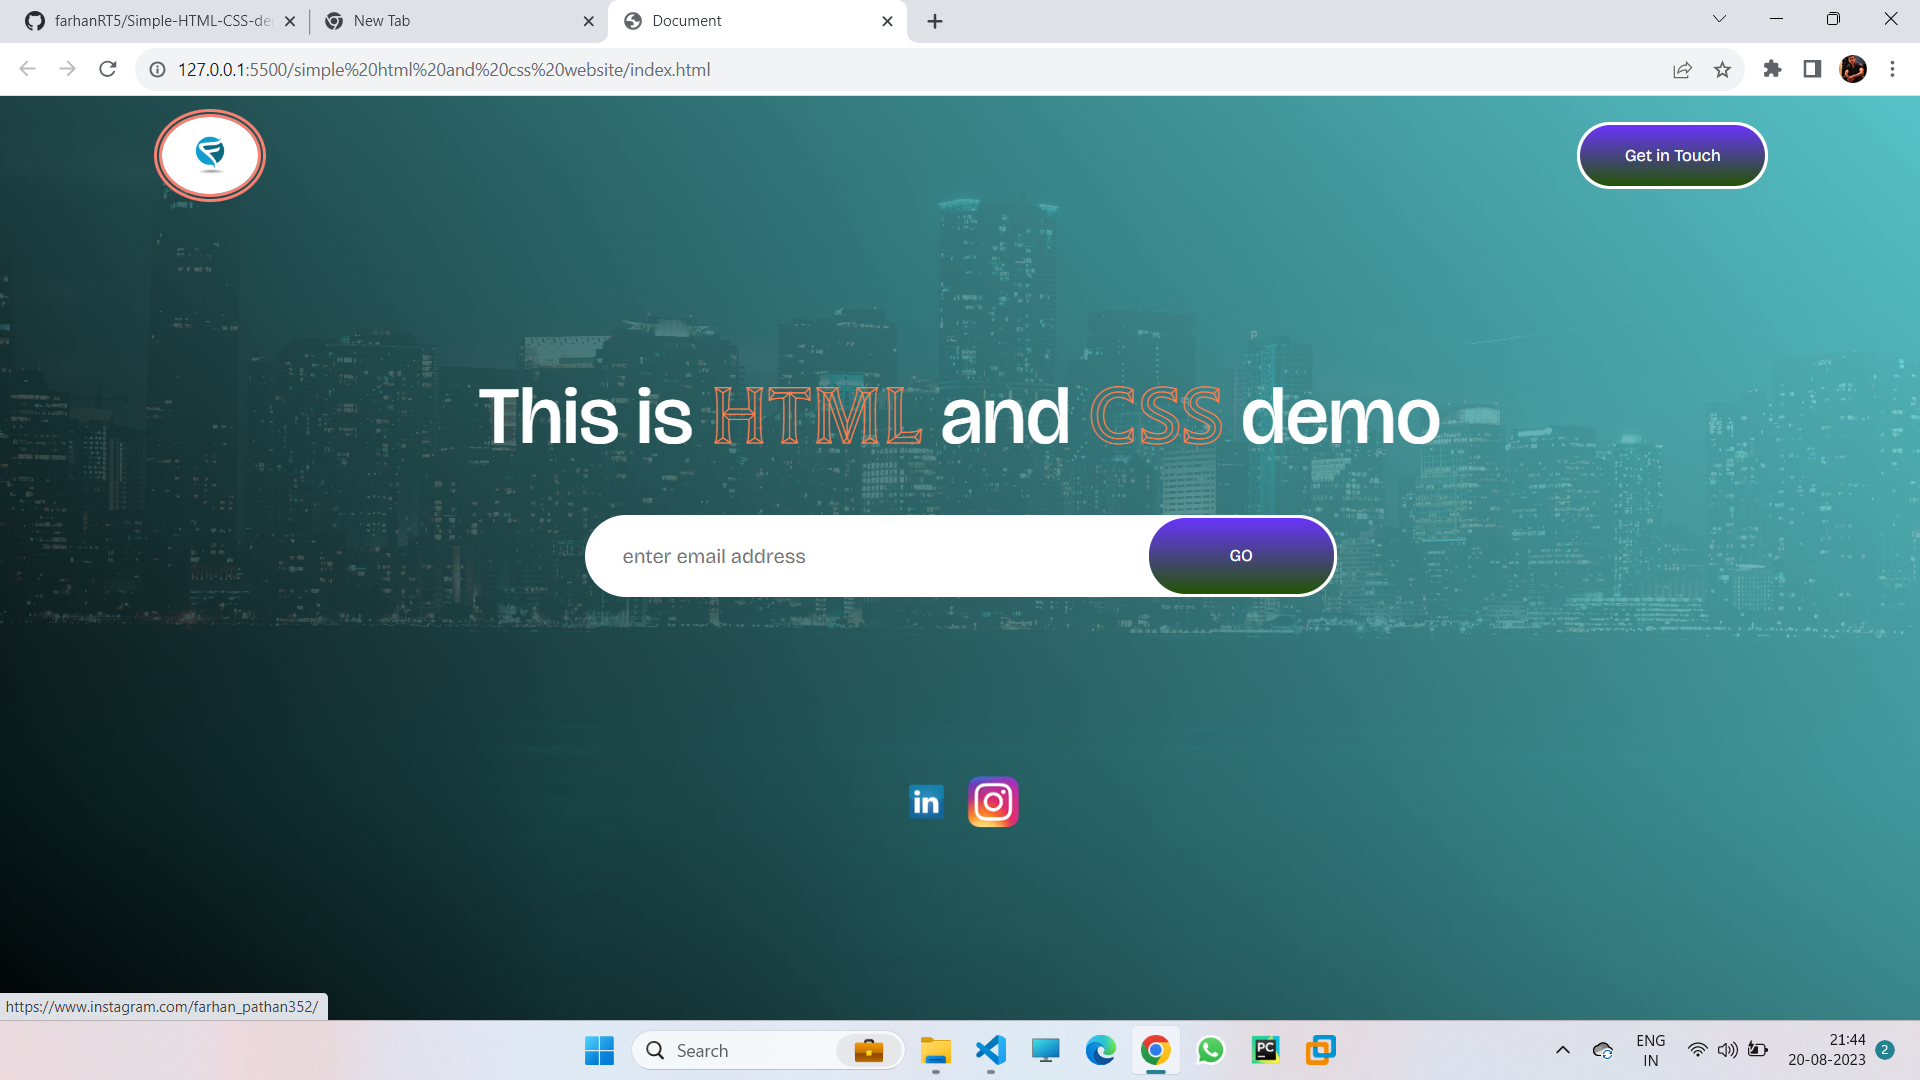 farhanRT5/Simple-HTML-CSS-de
New Tab
Document
127.0.0.1:5500/simple%20html%20and%20css%20website/index.html
Get in Touch
This is HTML and CSS demo
enter email address
GO
in
https://www.instagram.com/farhan_pathan352/
Search
PC
ENG
IN
21:44
20-08-2023
2